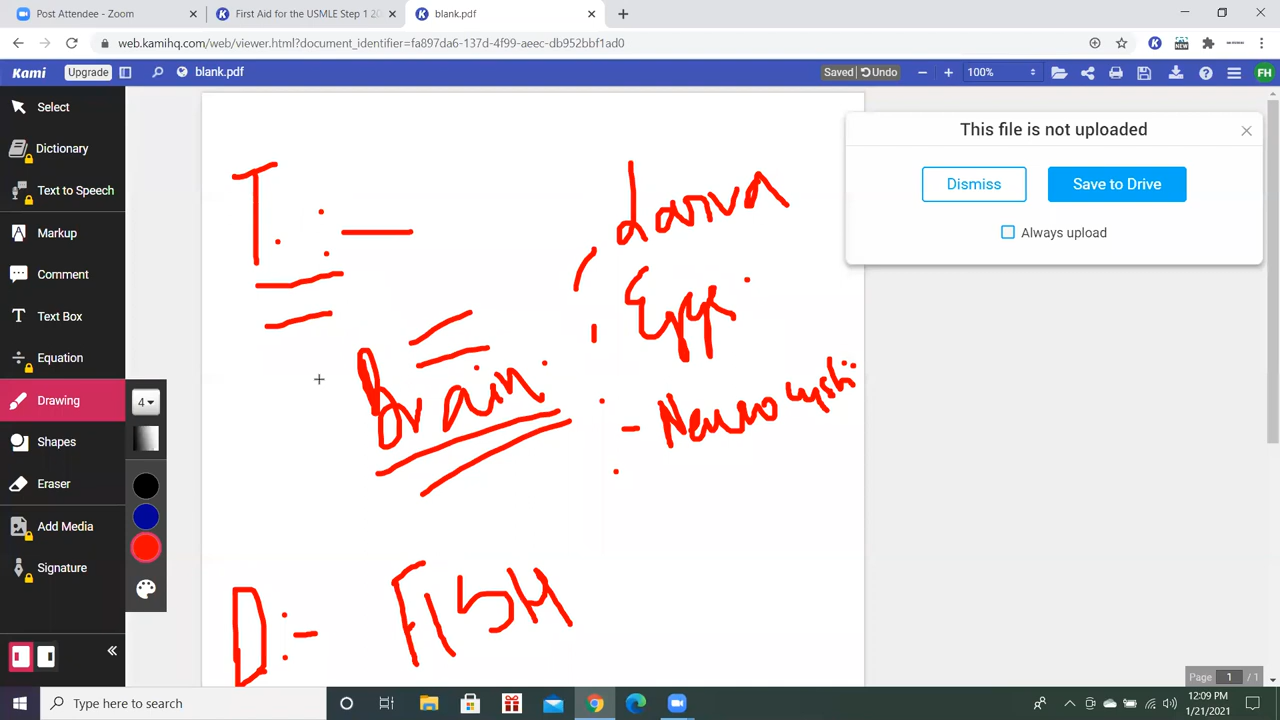 Post Attendee - Zoom
First Aid for the USMLE Step 1 20
blank.pdf
web.kamihq.com/web/viewer.html?document_identifier=fa897da6-137d-4f99-aeac-db952bbf1ad0
Kami
Upgrade
blank.pdf
Saved
Undo
100%
FH
Select
Dictionary
Text to Speech
Markup
Comment
Text Box
Equation
Drawing
Shapes
Eraser
Add Media
Signature
4
This file is not uploaded
Dismiss
Save to Drive
Always upload
T. : —
Larva
Eggs
Brain
- Neurocysti
D:- FISH
Page 1 / 1
Type here to search
12:09 PM
1/21/2021